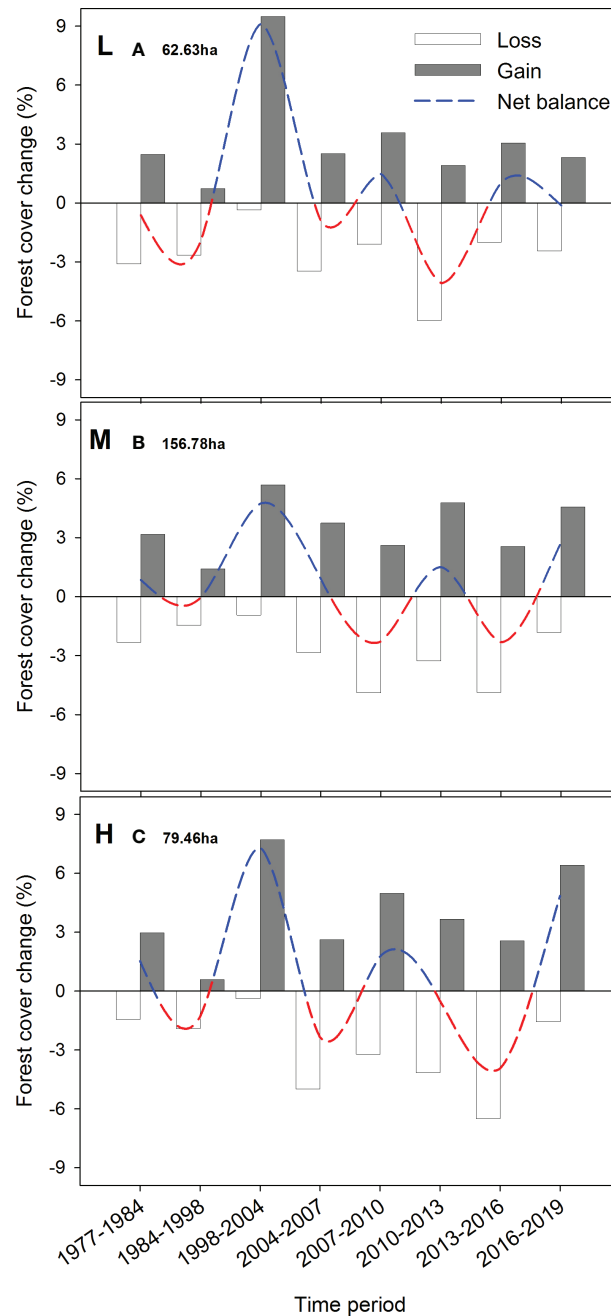 L A 62.63ha
Loss
Gain
Net balance
Forest cover change (%)
9
6
3
0
-3
-6
-9
M B 156.78ha
Forest cover change (%)
9
6
3
0
-3
-6
-9
H C 79.46ha
Forest cover change (%)
9
6
3
0
-3
-6
-9
1977-1984
1984-1998
1998-2004
2004-2007
2007-2010
2010-2013
2013-2016
2016-2019
Time period